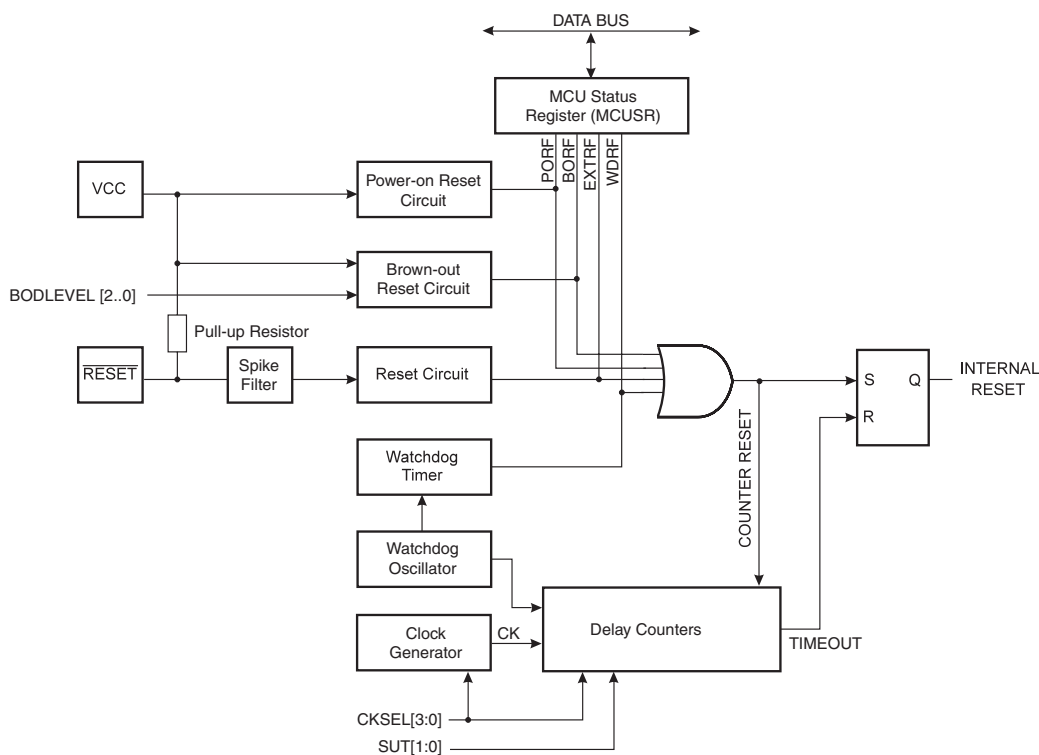 DATA BUS
MCU Status
Register (MCUSR)
PORF
BORF
EXTRF
WDRF
VCC
Power-on Reset
Circuit
Brown-out
Reset Circuit
BODLEVEL [2..0]
Pull-up Resistor
RESET
Spike
Filter
Reset Circuit
S
Q
R
INTERNAL
RESET
COUNTER RESET
Watchdog
Timer
Watchdog
Oscillator
Clock
Generator
CK
Delay Counters
TIMEOUT
CKSEL[3:0]
SUT[1:0]